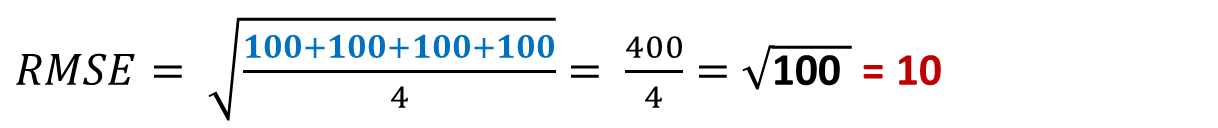 RMSE = √(100+100+100+100 / 4) = 400 / 4 = √100 = 10